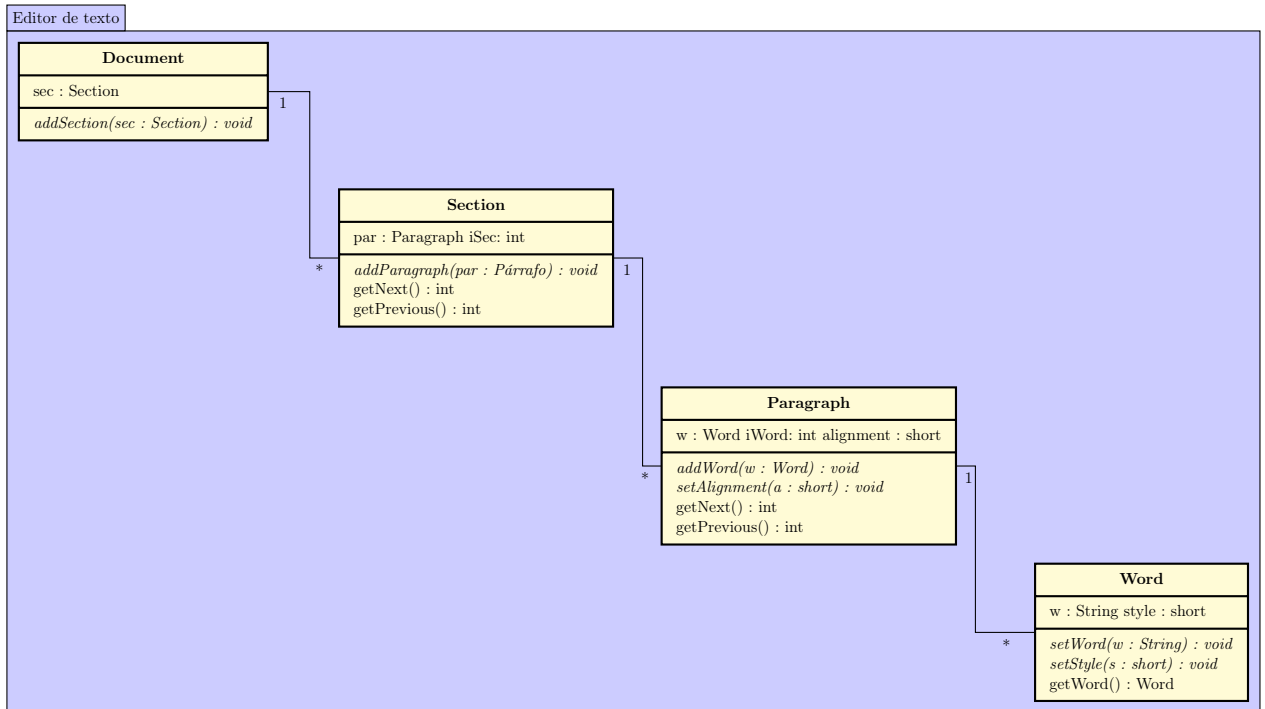 Editor de texto
Document
sec : Section
addSection(sec : Section) : void
1
*
Section
par : Paragraph iSec: int
addParagraph(par : Párrafo) : void
getNext() : int
getPrevious() : int
1
*
Paragraph
w : Word iWord: int alignment : short
addWord(w : Word) : void
setAlignment(a : short) : void
getNext() : int
getPrevious() : int
1
*
Word
w : String style : short
setWord(w : String) : void
setStyle(s : short) : void
getWord() : Word